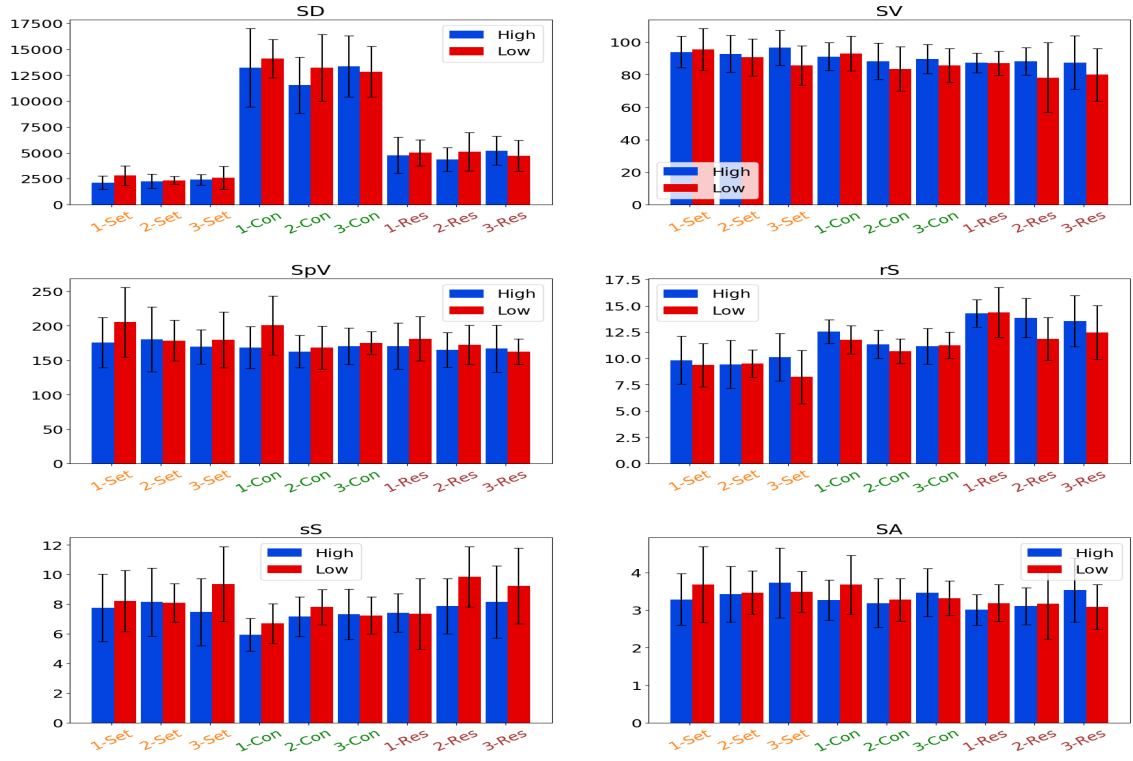 SD
17500
15000
12500
10000
7500
5000
2500
0
High
Low
1-Set
2-Set
3-Set
1-Con
2-Con
3-Con
1-Res
2-Res
3-Res
SV
100
80
60
40
20
0
High
Low
1-Set
2-Set
3-Set
1-Con
2-Con
3-Con
1-Res
2-Res
3-Res
SpV
250
200
150
100
50
0
High
Low
1-Set
2-Set
3-Set
1-Con
2-Con
3-Con
1-Res
2-Res
3-Res
rS
17.5
15.0
12.5
10.0
7.5
5.0
2.5
0.0
High
Low
1-Set
2-Set
3-Set
1-Con
2-Con
3-Con
1-Res
2-Res
3-Res
sS
12
10
8
6
4
2
0
High
Low
1-Set
2-Set
3-Set
1-Con
2-Con
3-Con
1-Res
2-Res
3-Res
SA
4
3
2
1
0
High
Low
1-Set
2-Set
3-Set
1-Con
2-Con
3-Con
1-Res
2-Res
3-Res